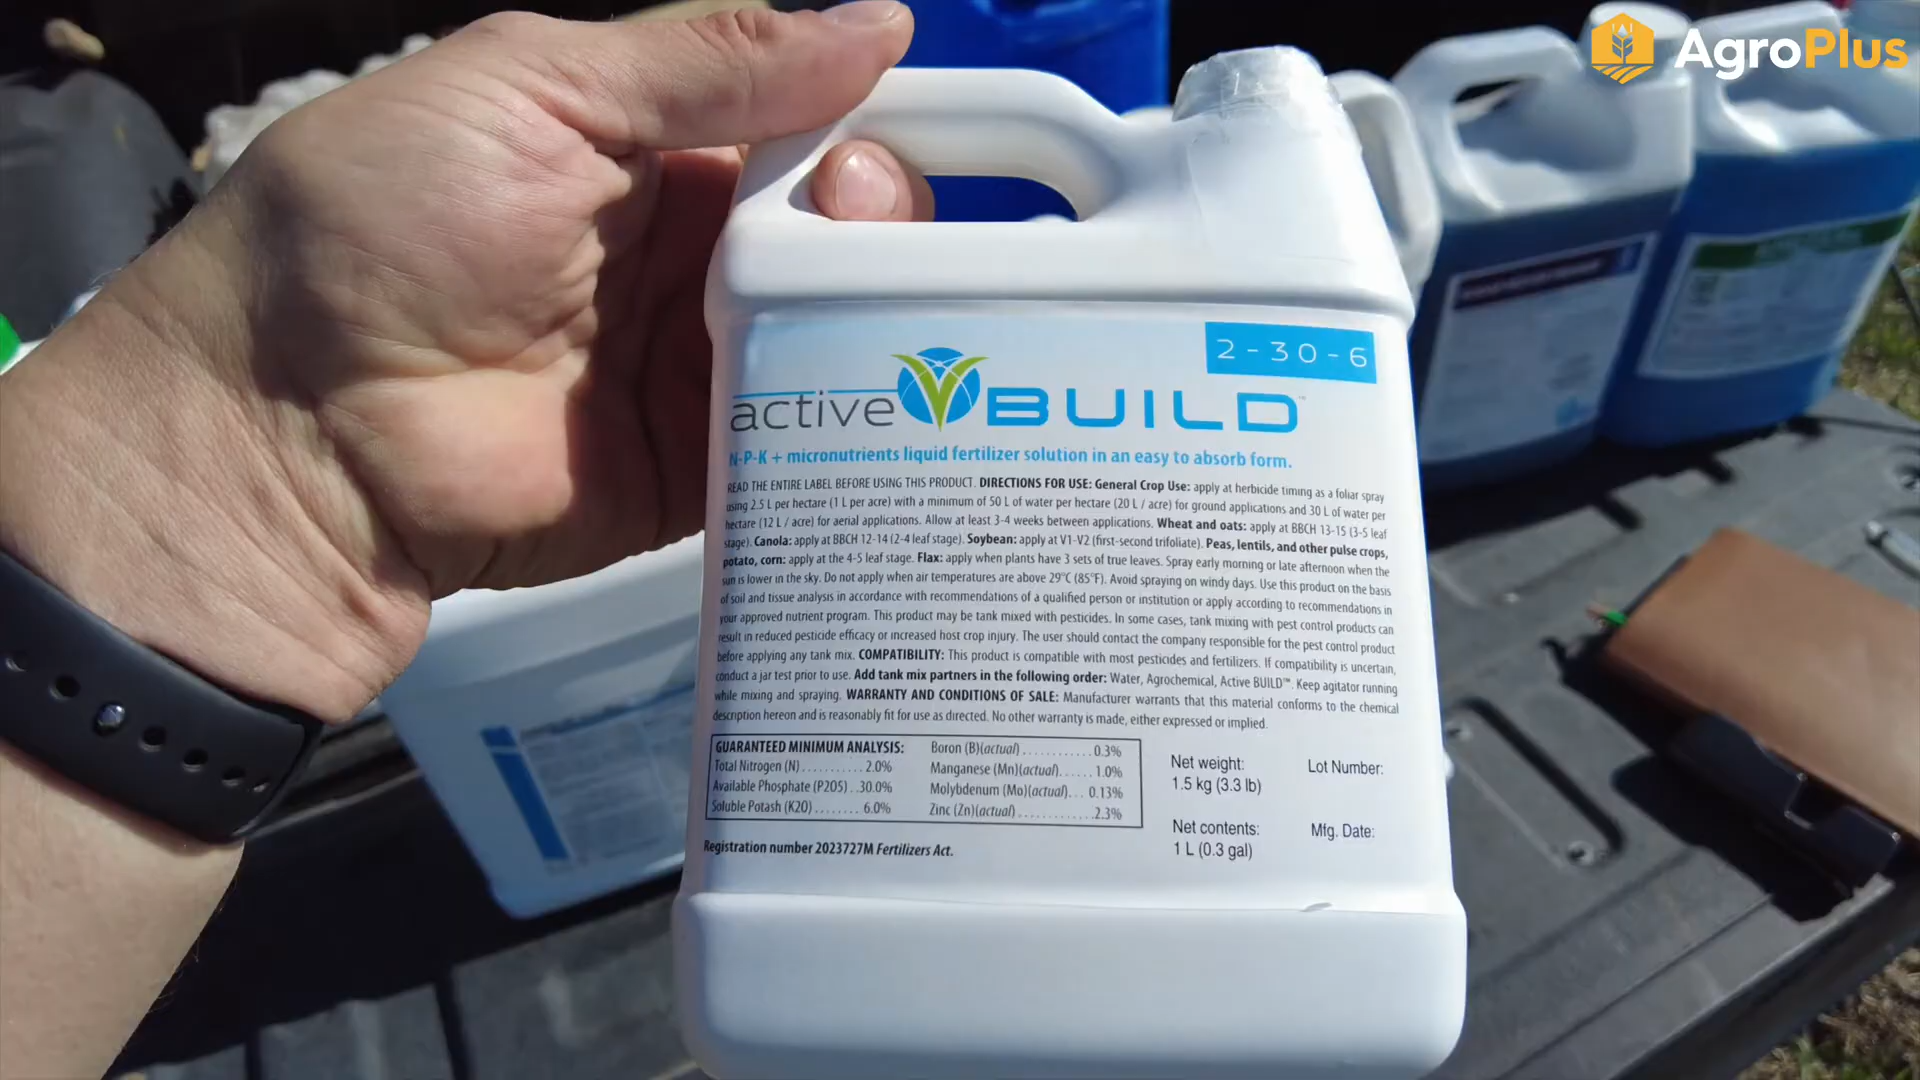 AgroPlus
2-30-6
active BUILD™
N-P-K + micronutrients liquid fertilizer solution in an easy to absorb form.
READ THE ENTIRE LABEL BEFORE USING THIS PRODUCT. DIRECTIONS FOR USE: General Crop Use: apply at herbicide timing as a foliar spray
using 2.5 L per hectare (1 L per acre) with a minimum of 50 L of water per hectare (20 L / acre) for ground applications and 30 L of water per
hectare (12 L / acre) for aerial applications. Allow at least 3-4 weeks between applications. Wheat and oats: apply at BBCH 13-15 (3-5 leaf
stage). Canola: apply at BBCH 12-14 (2-4 leaf stage). Soybean: apply at V1-V2 (first-second trifoliate). Peas, lentils, and other pulse crops,
potato, corn: apply at the 4-5 leaf stage. Flax: apply when plants have 3 sets of true leaves. Spray early morning or late afternoon when the
sun is lower in the sky. Do not apply when air temperatures are above 29°C (85°F). Avoid spraying on windy days. Use this product on the basis
of soil and tissue analysis in accordance with recommendations of a qualified person or institution or apply according to recommendations in
your approved nutrient program. This product may be tank mixed with pesticides. In some cases, tank mixing with pest control products can
result in reduced pesticide efficacy or increased host crop injury. The user should contact the company responsible for the pest control product
before applying any tank mix. COMPATIBILITY: This product is compatible with most pesticides and fertilizers. If compatibility is uncertain,
conduct a jar test prior to use. Add tank mix partners in the following order: Water, Agrochemical, Active BUILD™. Keep agitator running
while mixing and spraying. WARRANTY AND CONDITIONS OF SALE: Manufacturer warrants that this material conforms to the chemical
description hereon and is reasonably fit for use as directed. No other warranty is made, either expressed or implied.
GUARANTEED MINIMUM ANALYSIS:
Total Nitrogen (N) .......... 2.0%
Available Phosphate (P2O5) .. 30.0%
Soluble Potash (K2O) ........ 6.0%
Boron (B)(actual) ............ 0.3%
Manganese (Mn)(actual)...... 1.0%
Molybdenum (Mo)(actual)... 0.13%
Zinc (Zn)(actual) ............. 2.3%
Registration number 2023727M Fertilizers Act.
Net weight:
1.5 kg (3.3 lb)
Net contents:
1 L (0.3 gal)
Lot Number:
Mfg. Date: